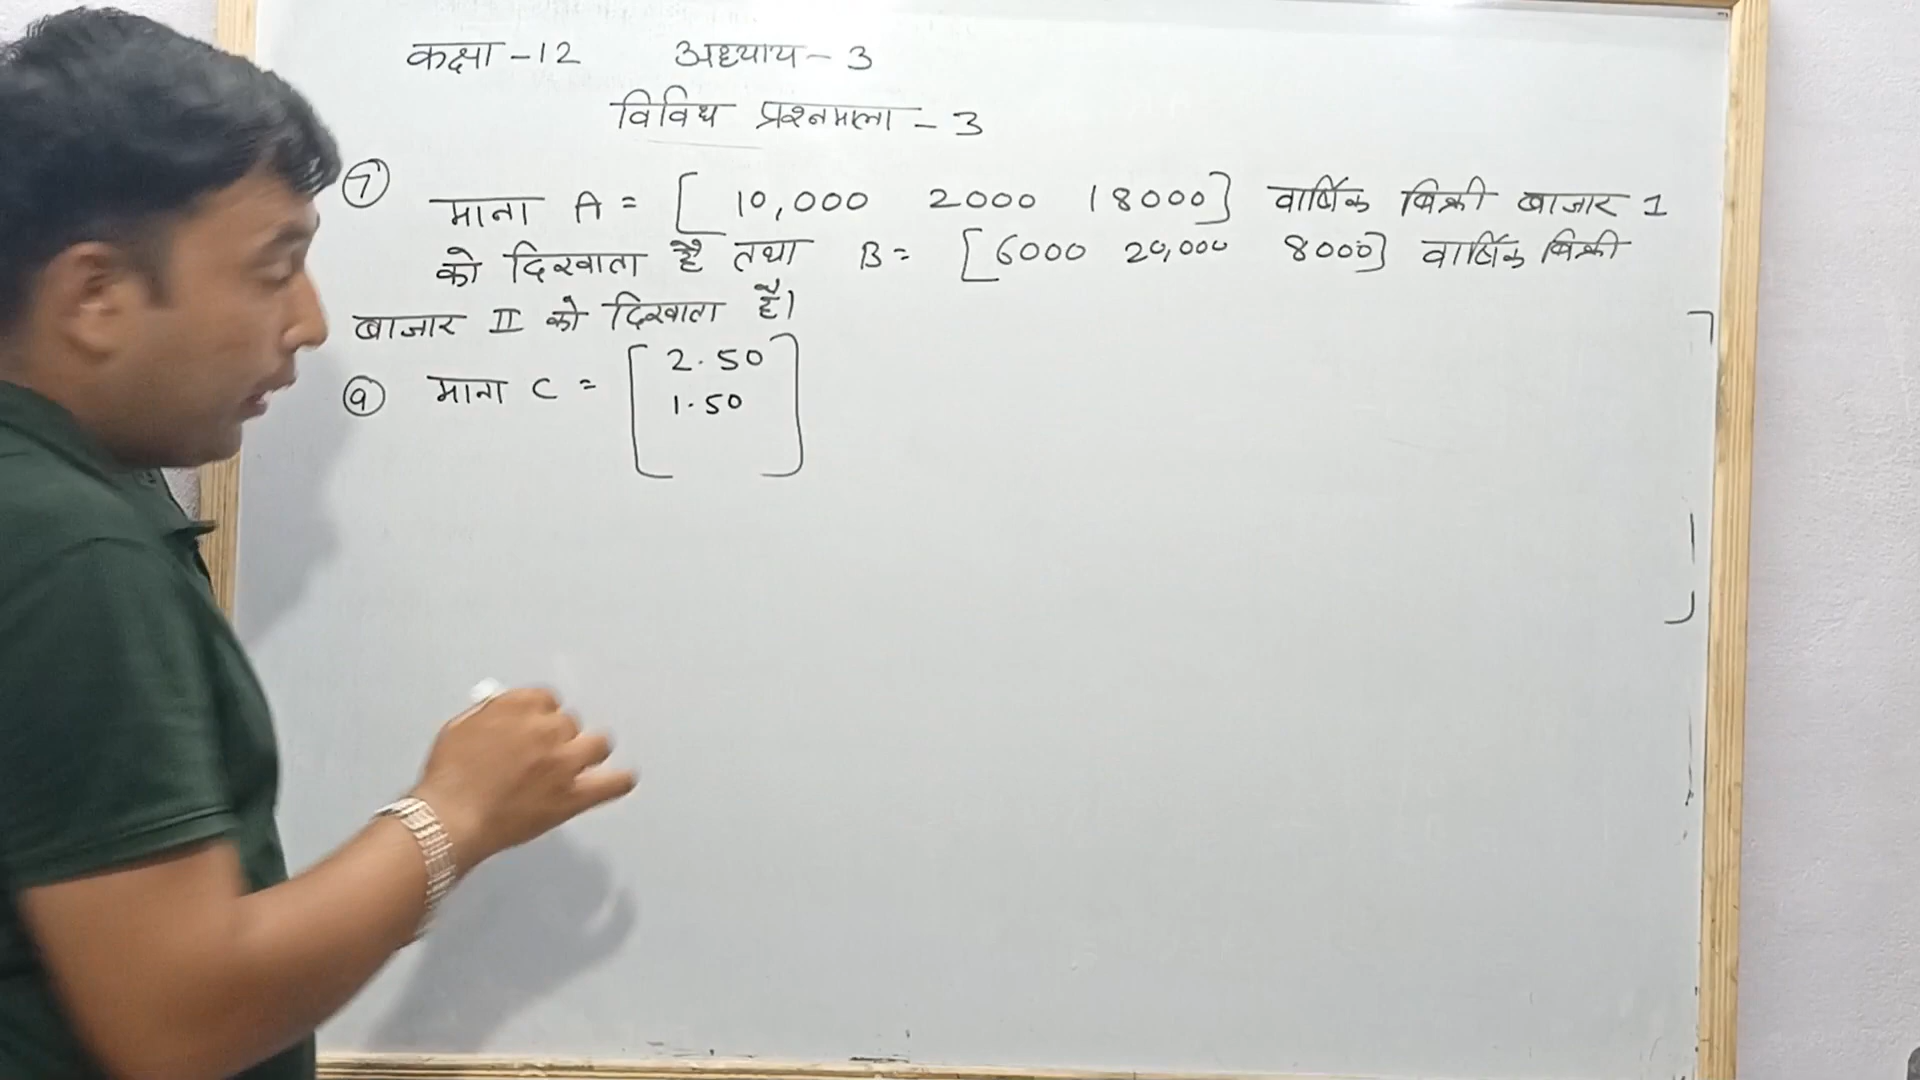 कक्षा - 12 अध्याय - 3
विविध प्रश्नमाला - 3
7 माना A = [ 10,000 2000 18000] वार्षिक बिक्री बाजार I
को दिखाता है तथा B = [6000 20,000 8000] वार्षिक बिक्री
बाजार II को दिखाता है।
a माना C = [ 2.50
1.50 ]